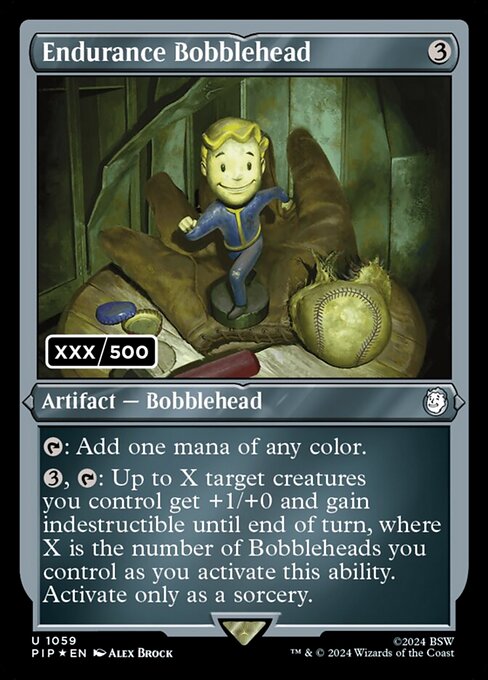 Endurance Bobblehead 3
XXX/500
Artifact — Bobblehead
: Add one mana of any color.
3, : Up to X target creatures
you control get +1/+0 and gain
indestructible until end of turn, where
X is the number of Bobbleheads you
control as you activate this ability.
Activate only as a sorcery.
U 1059
PIP ★ EN Alex Brock
©2024 BSW
™ & © 2024 Wizards of the Coast